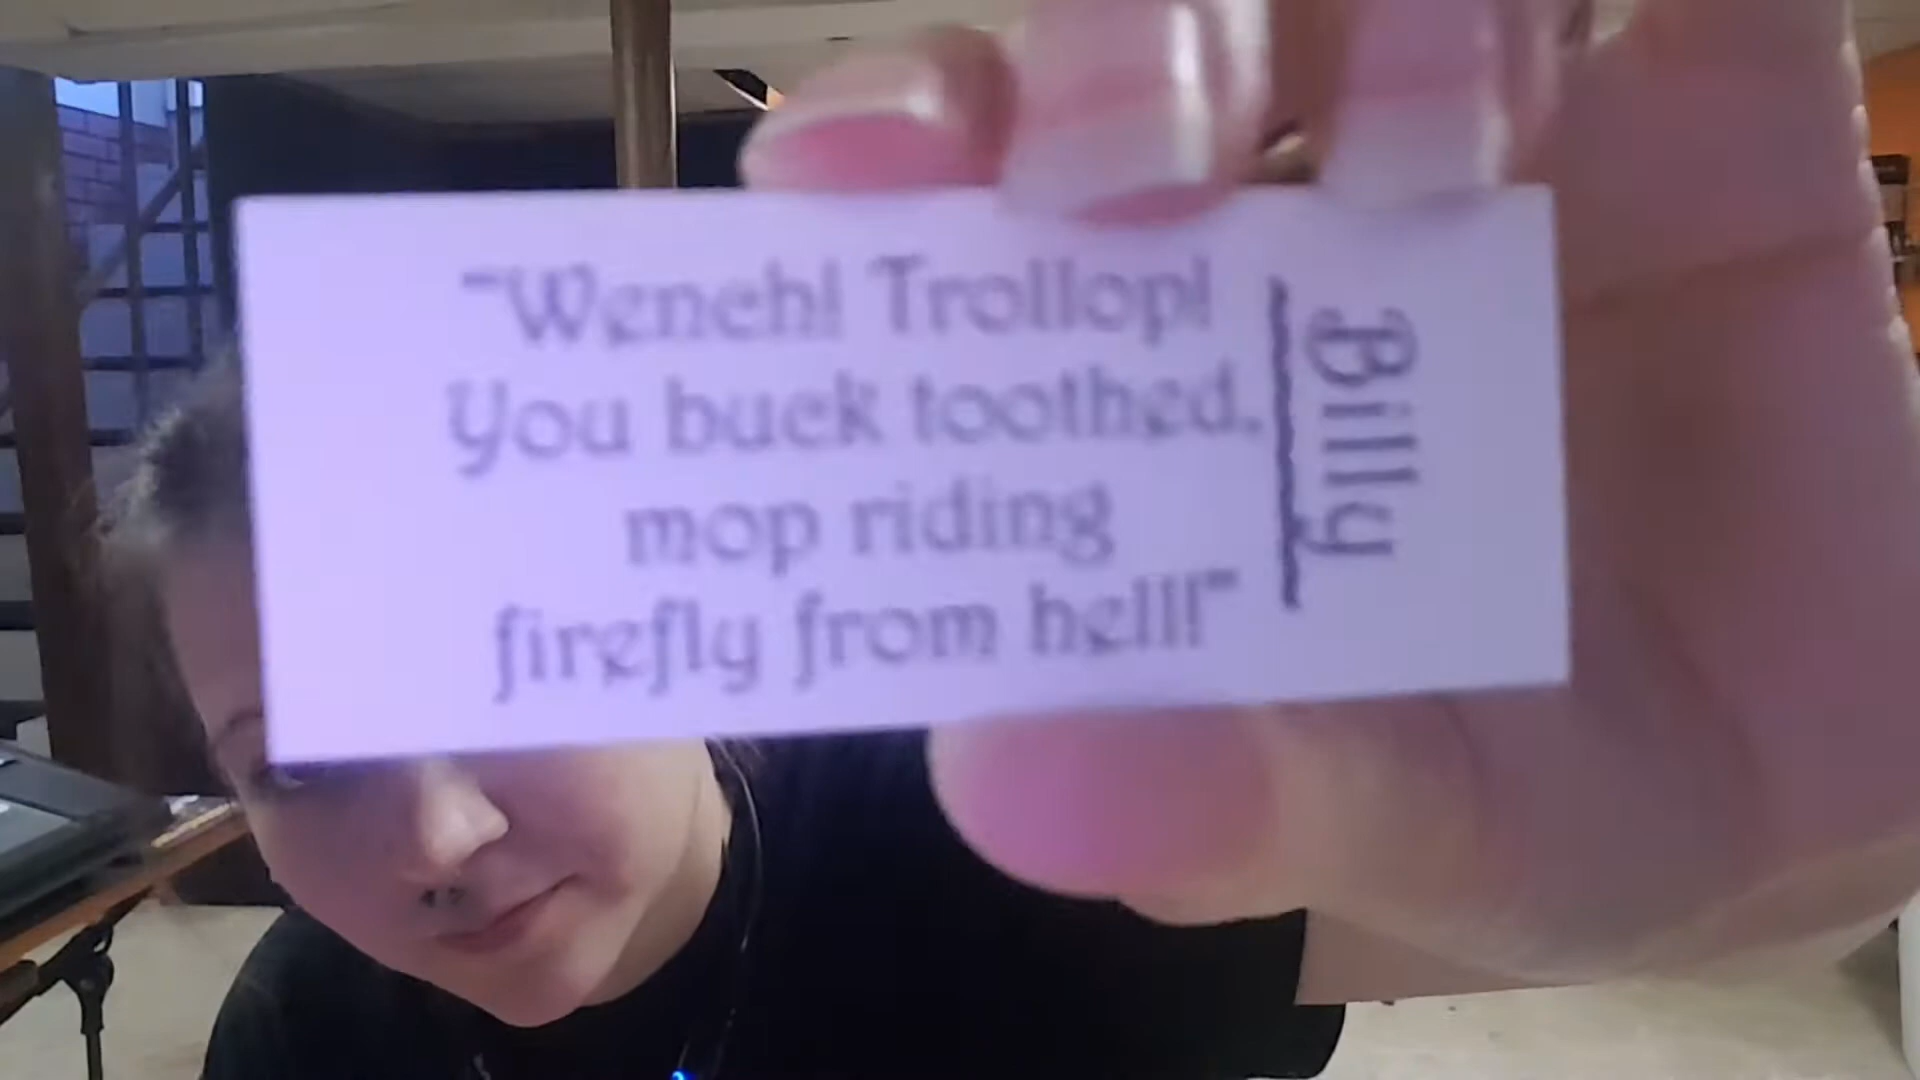 "Wench! Trollop!
You buck toothed,
mop riding
firefly from hell!"
Billy